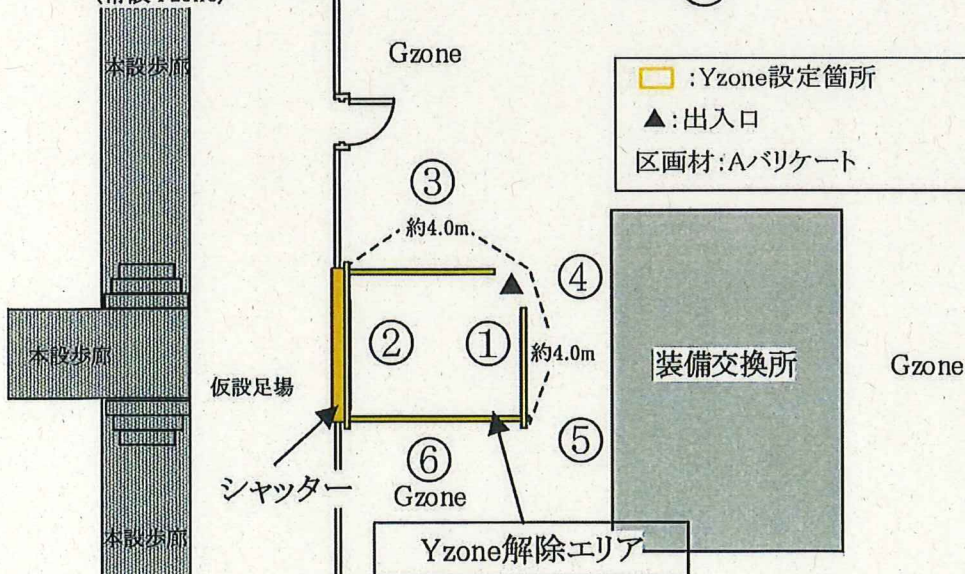 本設歩廊
Gzone
:Yzone設定箇所
▲:出入口
区画材:Aバリケート
③
約4.0m
④
②
①
約4.0m
本設歩廊
仮設足場
装備交換所
Gzone
⑤
⑥
シャッター
Gzone
Yzone解除エリア
本設歩廊